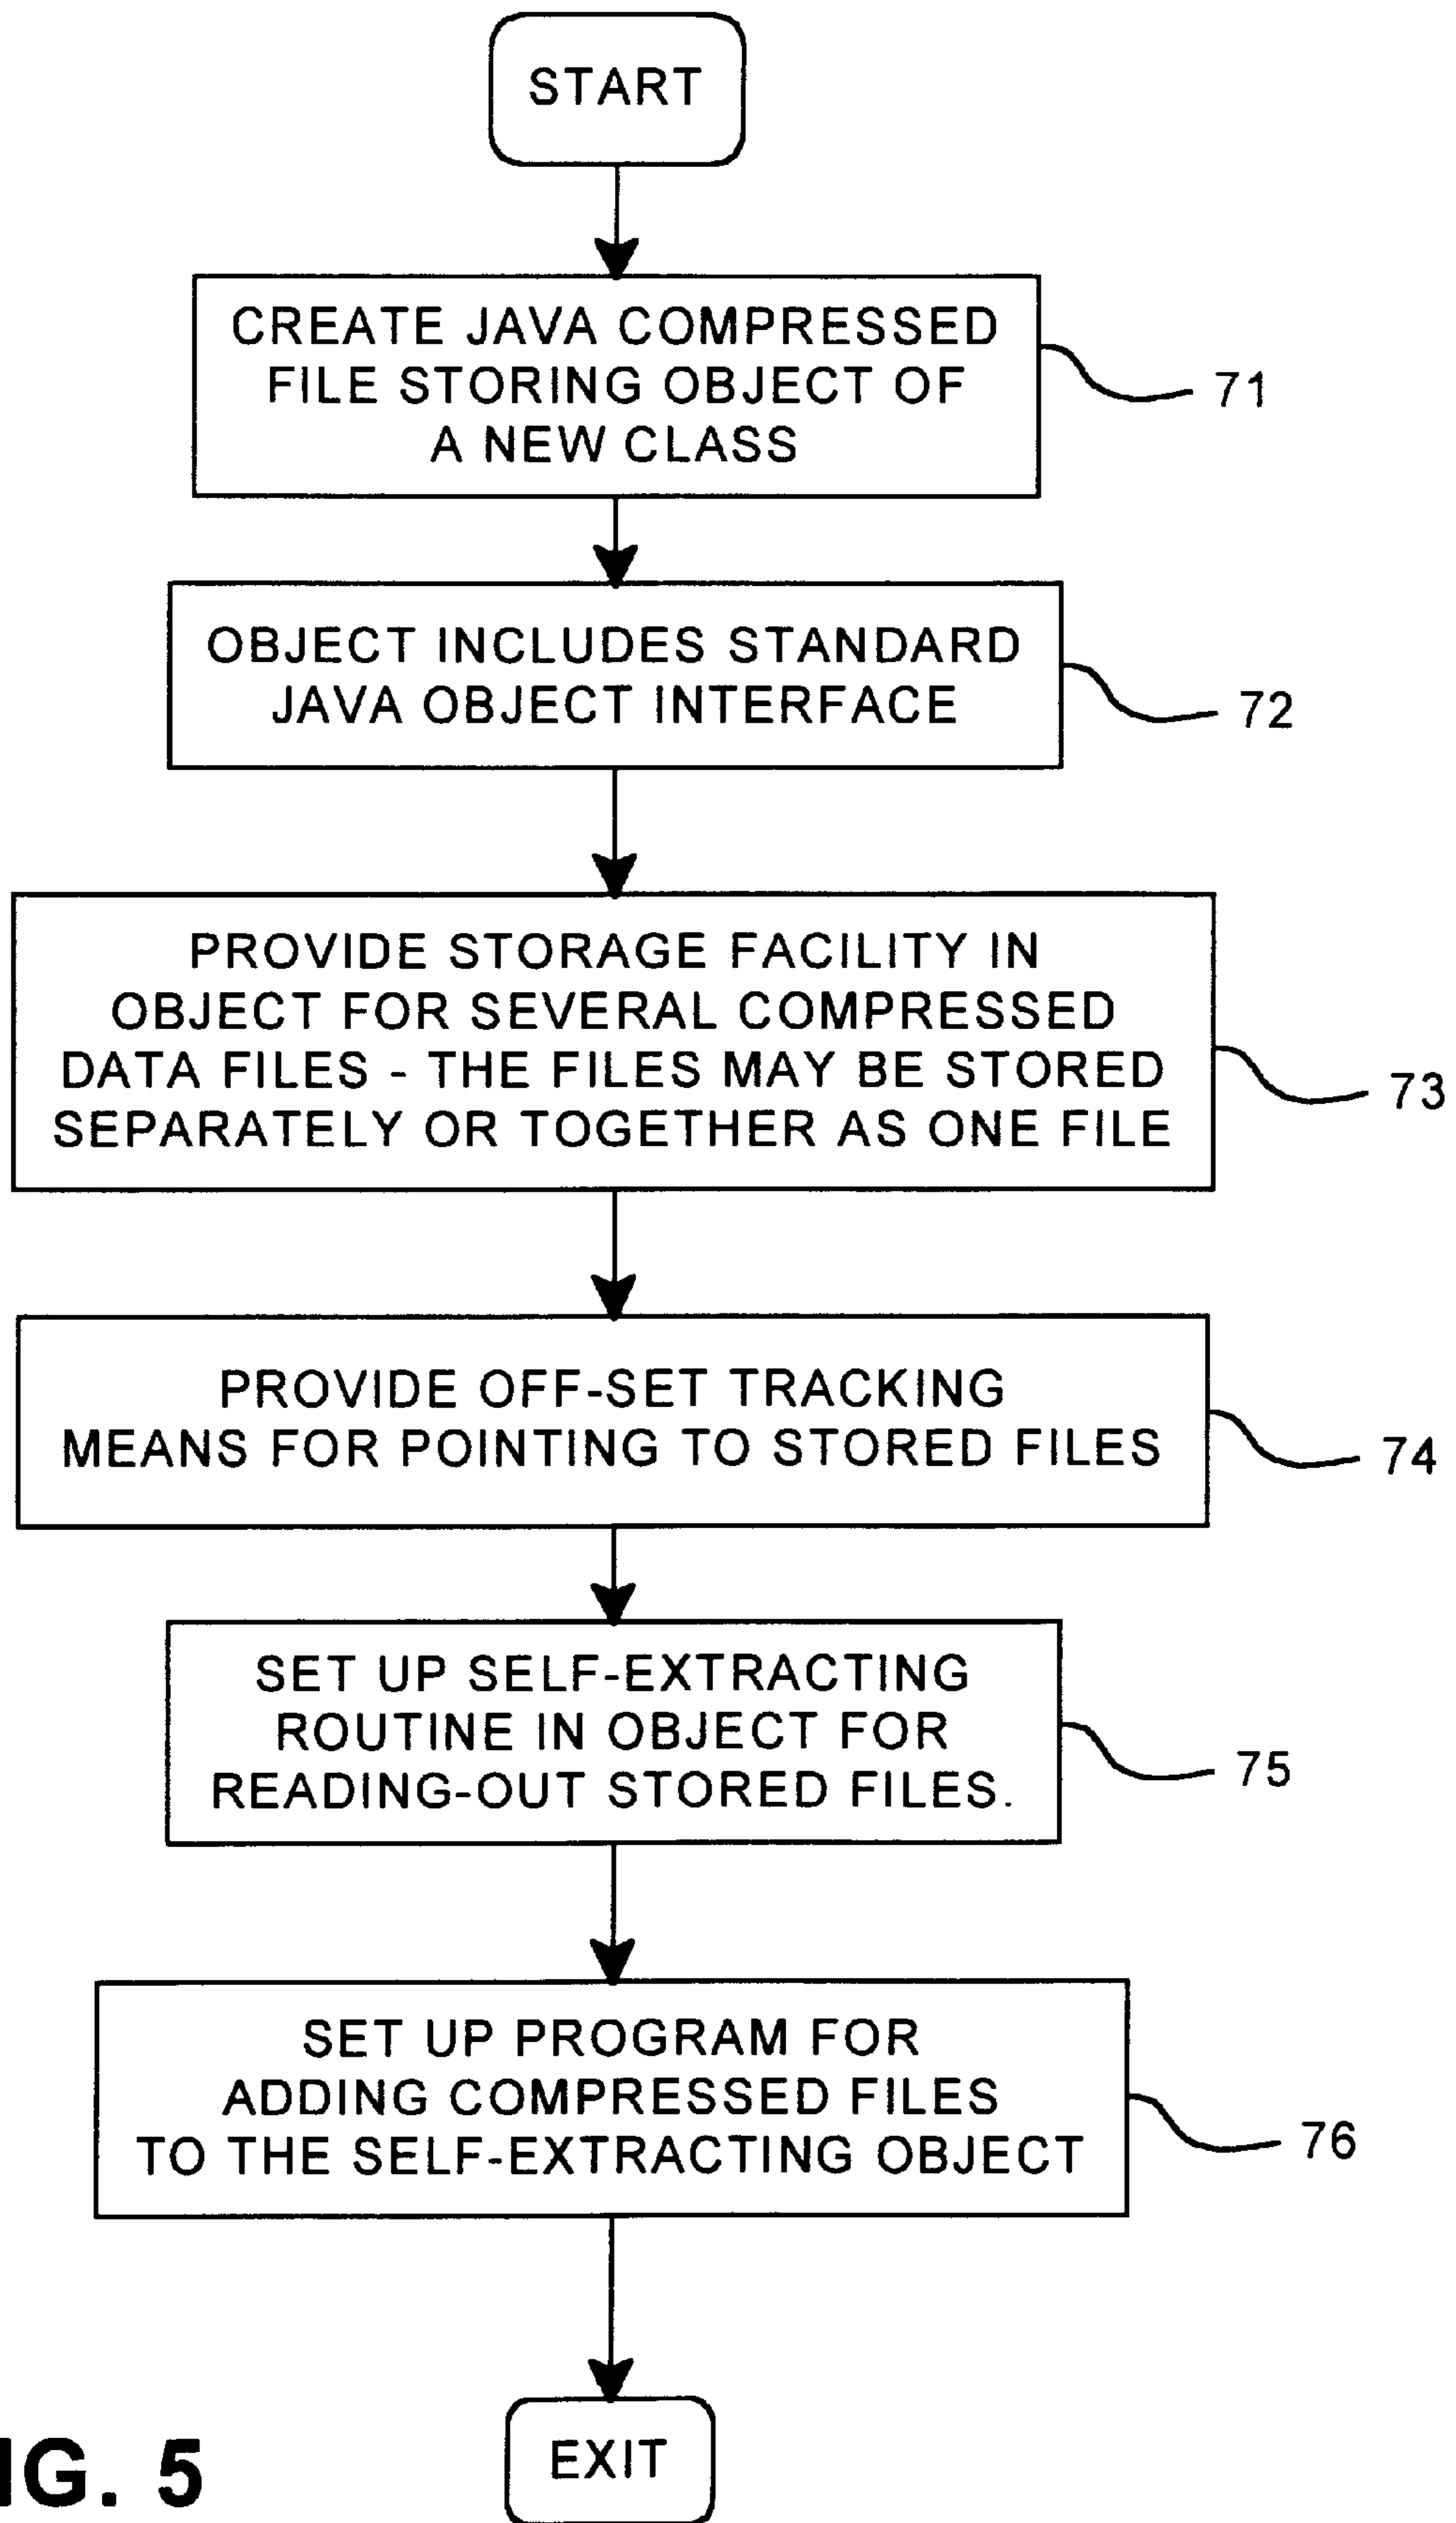 START
CREATE JAVA COMPRESSED
FILE STORING OBJECT OF
A NEW CLASS
71
OBJECT INCLUDES STANDARD
JAVA OBJECT INTERFACE
72
PROVIDE STORAGE FACILITY IN
OBJECT FOR SEVERAL COMPRESSED
DATA FILES - THE FILES MAY BE STORED
SEPARATELY OR TOGETHER AS ONE FILE
73
PROVIDE OFF-SET TRACKING
MEANS FOR POINTING TO STORED FILES
74
SET UP SELF-EXTRACTING
ROUTINE IN OBJECT FOR
READING-OUT STORED FILES.
75
SET UP PROGRAM FOR
ADDING COMPRESSED FILES
TO THE SELF-EXTRACTING OBJECT
76
EXIT
IG. 5